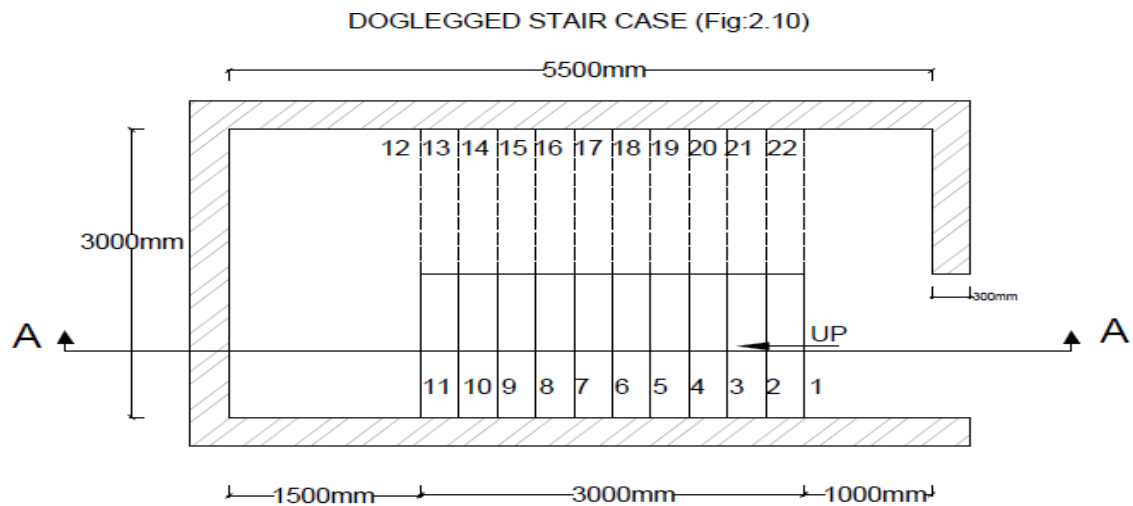 DOGLEGGED STAIR CASE (Fig:2.10)
5500mm
12 13 14 15 16 17 18 19 20 21 22
3000mm
300mm
A A
UP
11 10 9 8 7 6 5 4 3 2 1
1500mm 3000mm 1000mm